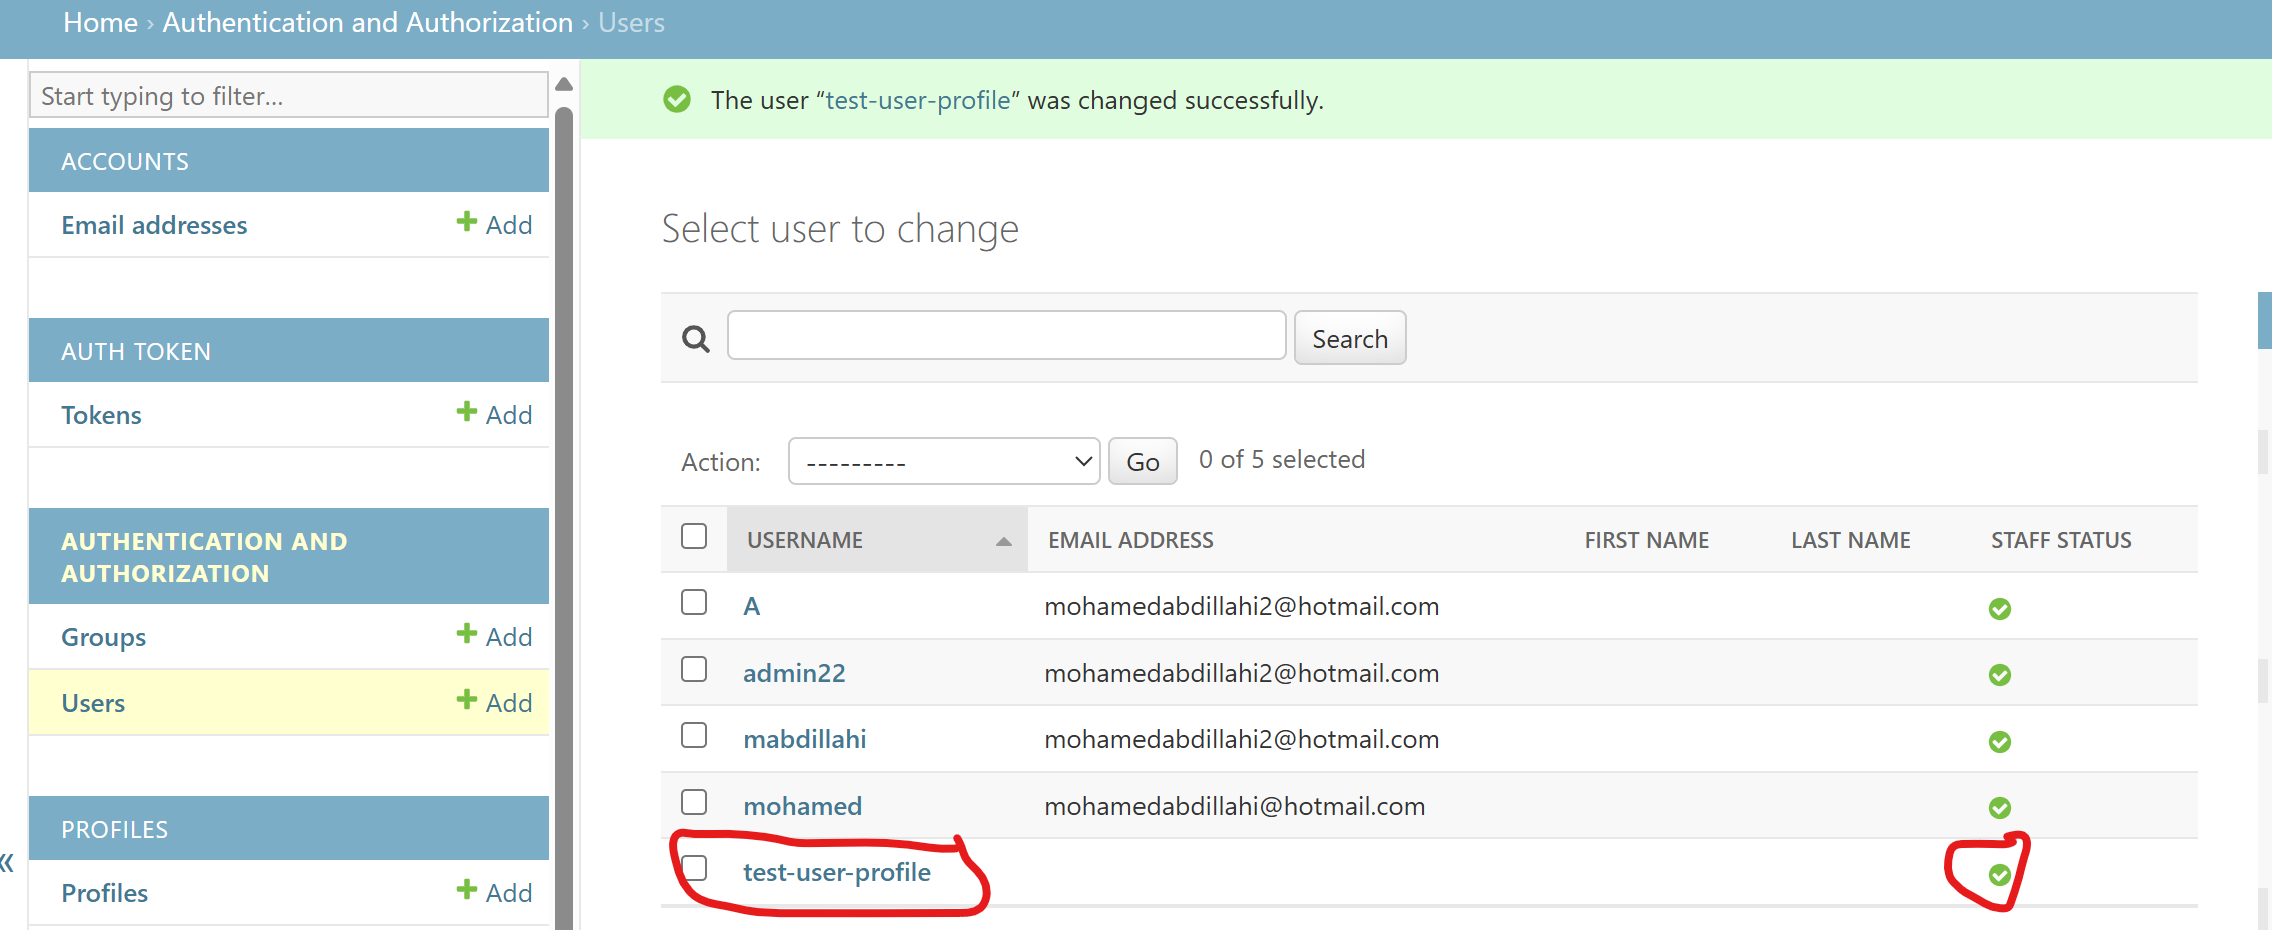 Home › Authentication and Authorization › Users
Start typing to filter...
ACCOUNTS
Email addresses + Add
AUTH TOKEN
Tokens + Add
AUTHENTICATION AND
AUTHORIZATION
Groups + Add
Users + Add
PROFILES
Profiles + Add
«
The user “test-user-profile” was changed successfully.
Select user to change
Search
Action: --------- Go 0 of 5 selected
USERNAME EMAIL ADDRESS FIRST NAME LAST NAME STAFF STATUS
A mohamedabdillahi2@hotmail.com
admin22 mohamedabdillahi2@hotmail.com
mabdillahi mohamedabdillahi2@hotmail.com
mohamed mohamedabdillahi@hotmail.com
test-user-profile